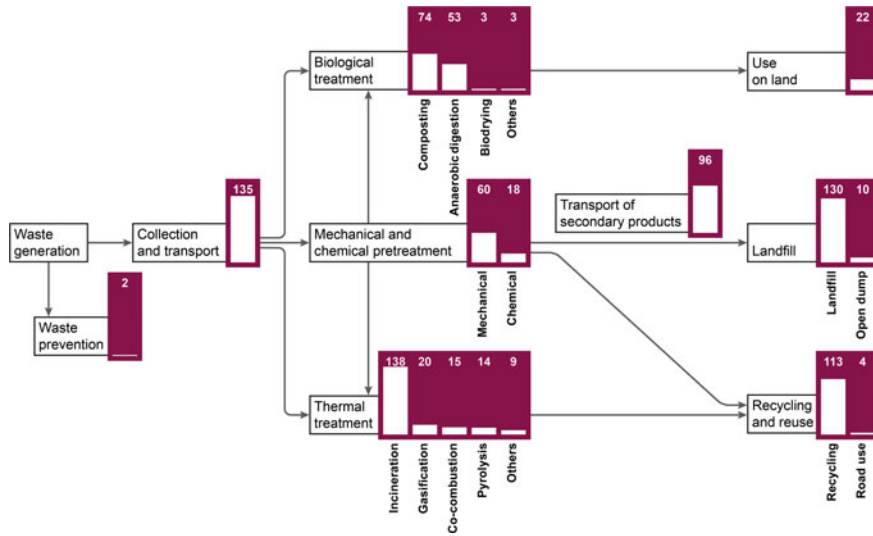 74 53 3 3
22
Biological
treatment
Use
on land
Composting
Anaerobic digestion
Biodrying
Others
135
60 18
96
130 10
Waste
generation
Collection
and transport
Mechanical and
chemical pretreatment
Transport of
secondary products
Landfill
2
Waste
prevention
Mechanical
Chemical
Landfill
Open dump
138 20 15 14 9
113 4
Thermal
treatment
Recycling
and reuse
Incineration
Gasification
Co-combustion
Pyrolysis
Others
Recycling
Road use